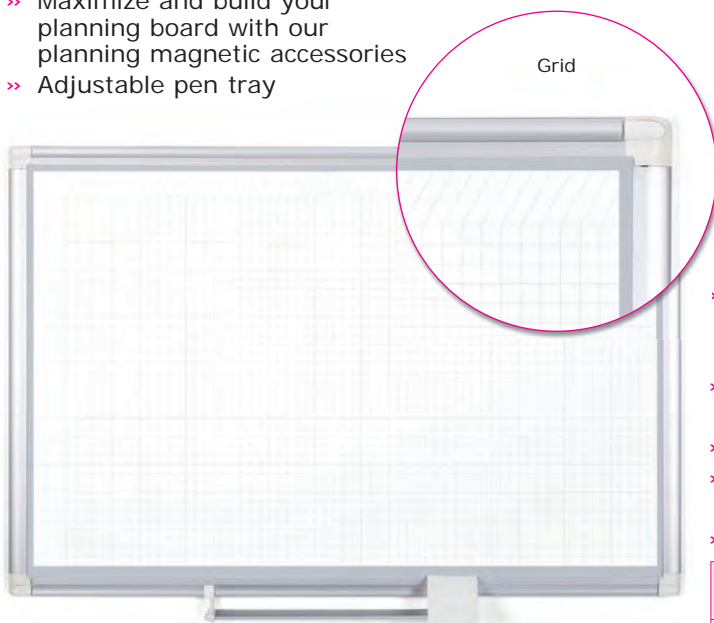 » Maximize and build your
planning board with our
planning magnetic accessories
» Adjustable pen tray
Grid